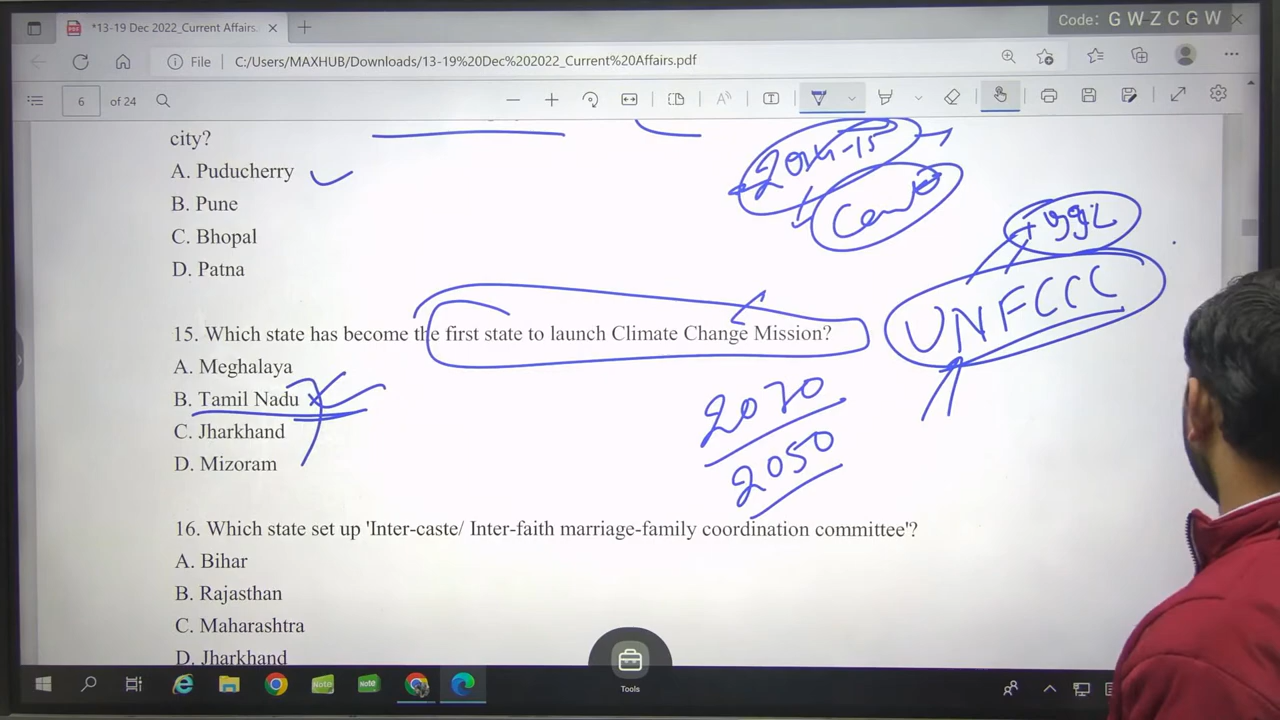 Code: G W Z C G W
*13-19 Dec 2022_Current Affairs.
File C:/Users/MAXHUB/Downloads/13-19%20Dec%202022_Current%20Affairs.pdf
6 of 24
city?
A. Puducherry
B. Pune
C. Bhopal
D. Patna
2014-15
UNFCCC
15. Which state has become the first state to launch Climate Change Mission?
A. Meghalaya
B. Tamil Nadu
C. Jharkhand
D. Mizoram
2070
2050
16. Which state set up 'Inter-caste/ Inter-faith marriage-family coordination committee'?
A. Bihar
B. Rajasthan
C. Maharashtra
D. Jharkhand
Tools
Note
Note